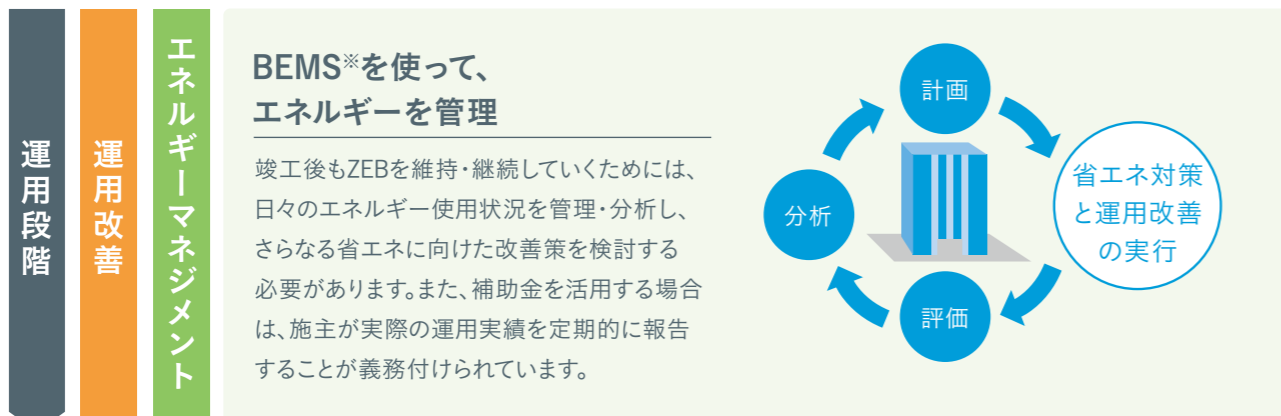 運用段階
運用改善
エネルギーマネジメント
BEMS※を使って、
エネルギーを管理
竣工後もZEBを維持・継続していくためには、
日々のエネルギー使用状況を管理・分析し、
さらなる省エネに向けた改善策を検討する
必要があります。また、補助金を活用する場合
は、施主が実際の運用実績を定期的に報告
することが義務付けられています。
計画
省エネ対策
と運用改善
の実行
評価
分析